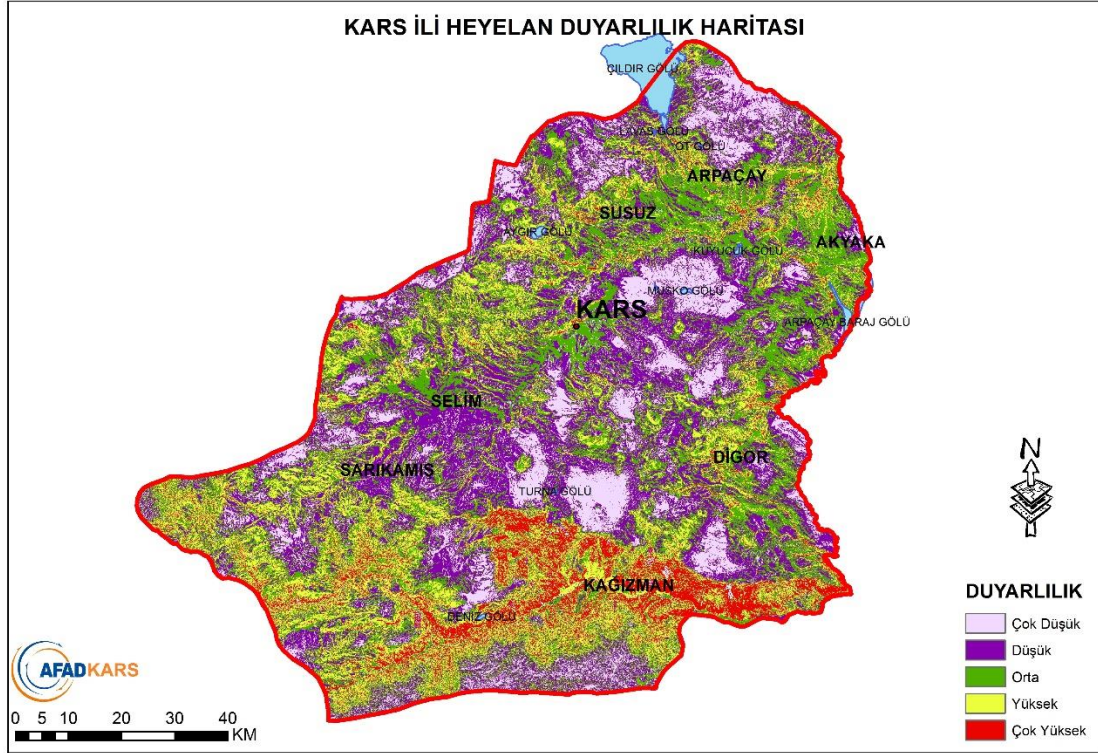 KARS İLİ HEYELAN DUYARLILIK HARİTASI
ÇILDIR GÖLÜ
LAYAS GÖLÜ
OT GÖLÜ
ARPAÇAY
SUSUZ
AYGIR GÖLÜ
KUYUCUK GÖLÜ
AKYAKA
MUSKO GÖLÜ
KARS
ARPAÇAY BARAJ GÖLÜ
SELİM
DİGOR
SARIKAMIŞ
TURNA GÖLÜ
KAĞIZMAN
DENİZ GÖLÜ
N
DUYARLILIK
Çok Düşük
Düşük
Orta
Yüksek
Çok Yüksek
AFADKARS
0 5 10 20 30 40
KM